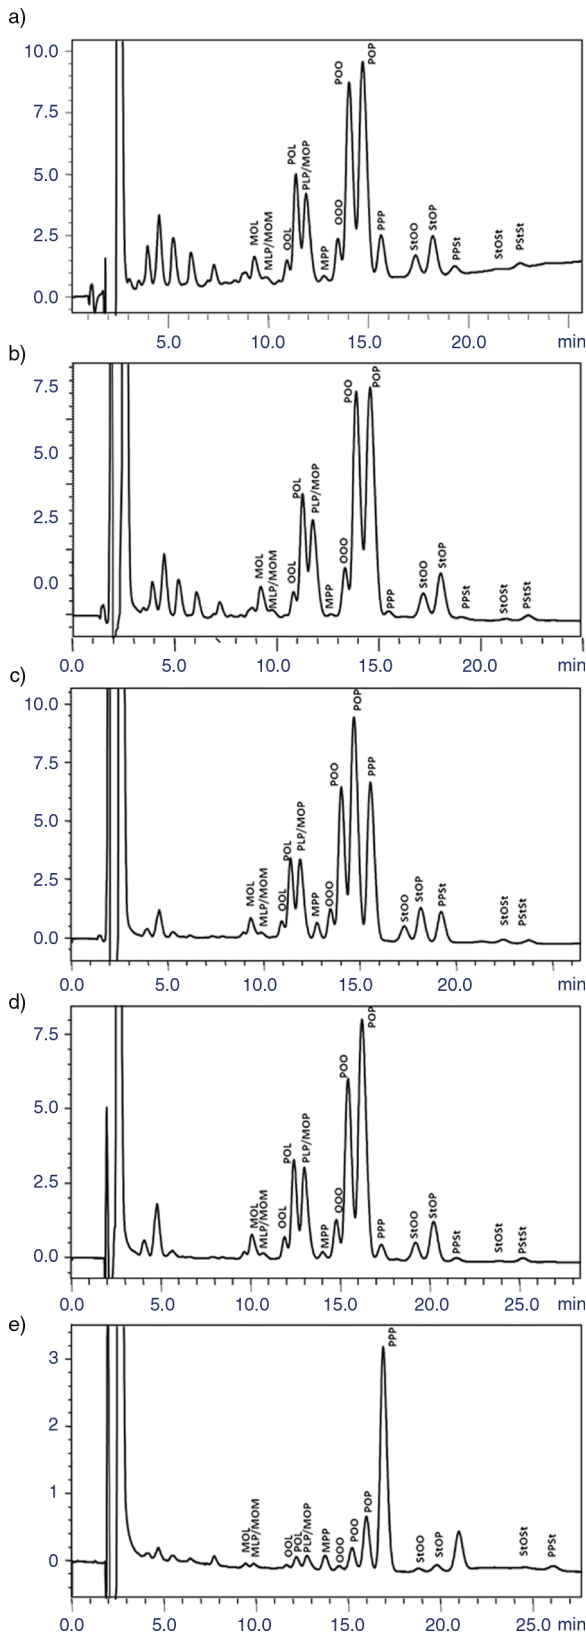 a)
10.0
7.5
5.0
2.5
0.0
MOL
MLP/MOM
OOL
POL
PLP/MOP
MPP
OOO
POO
POP
PPP
StOO
StOP
PPSt
StOSt
PStSt
5.0 10.0 15.0 20.0 min
b)
7.5
5.0
2.5
0.0
MOL
MLP/MOM
OOL
POL
PLP/MOP
MPP
OOO
POO
POP
PPP
StOO
StOP
PPSt
StOSt
PStSt
0.0 5.0 10.0 15.0 20.0 min
c)
10.0
7.5
5.0
2.5
0.0
MOL
MLP/MOM
OOL
POL
PLP/MOP
MPP
OOO
POO
POP
PPP
StOO
StOP
PPSt
StOSt
PStSt
0.0 5.0 10.0 15.0 20.0 min
d)
7.5
5.0
2.5
0.0
MOL
MLP/MOM
OOL
POL
PLP/MOP
MPP
OOO
POO
POP
PPP
StOO
StOP
PPSt
StOSt
PStSt
0.0 5.0 10.0 15.0 20.0 25.0 min
e)
3
2
1
0
MOL
MLP/MOM
OOL
POL
PLP/MOP
MPP
OOO
POO
POP
PPP
StOO
StOP
StOSt
PPSt
0.0 5.0 10.0 15.0 20.0 25.0 min